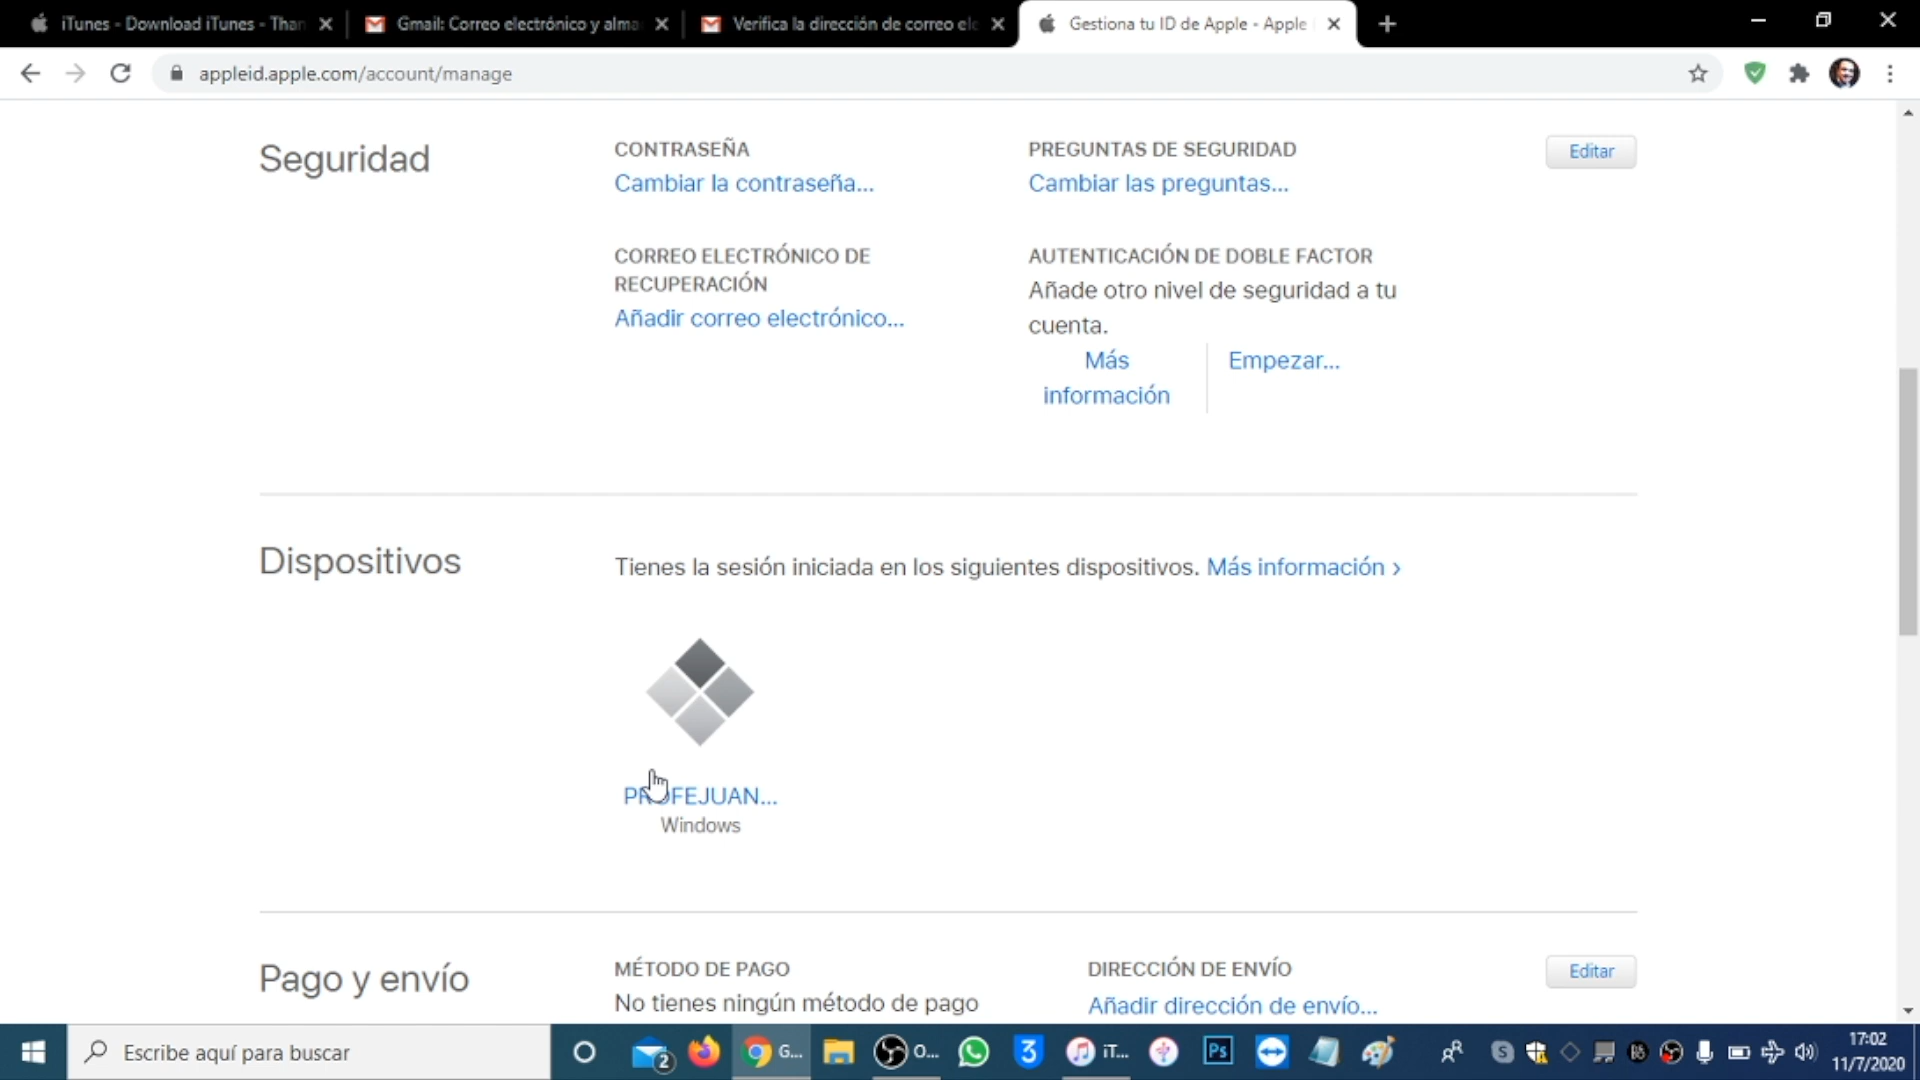 iTunes - Download iTunes - Than
Gmail: Correo electrónico y alma
Verifica la dirección de correo ele
Gestiona tu ID de Apple - Apple
appleid.apple.com/account/manage
Seguridad
CONTRASEÑA
Cambiar la contraseña...
PREGUNTAS DE SEGURIDAD
Cambiar las preguntas...
Editar
CORREO ELECTRÓNICO DE
RECUPERACIÓN
Añadir correo electrónico...
AUTENTICACIÓN DE DOBLE FACTOR
Añade otro nivel de seguridad a tu
cuenta.
Más
información
Empezar...
Dispositivos
Tienes la sesión iniciada en los siguientes dispositivos. Más información >
PROFEJUAN...
Windows
Pago y envío
MÉTODO DE PAGO
No tienes ningún método de pago
DIRECCIÓN DE ENVÍO
Añadir dirección de envío...
Editar
Escribe aquí para buscar
2
G...
O...
3
iT...
Ps
17:02
11/7/2020